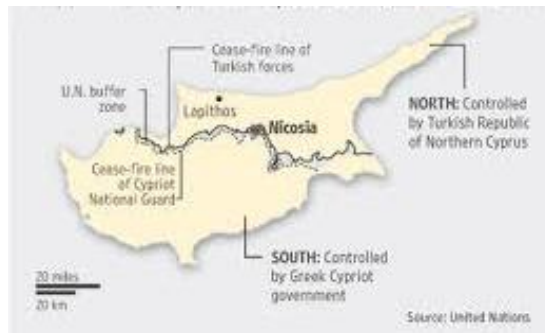 Cease-fire line of
Turkish forces
U.N. buffer
zone
Lapithos
Nicosia
NORTH: Controlled
by Turkish Republic
of Northern Cyprus
Cease-fire line
of Cypriot
National Guard
SOUTH: Controlled
by Greek Cypriot
government
20 miles
20 km
Source: United Nations